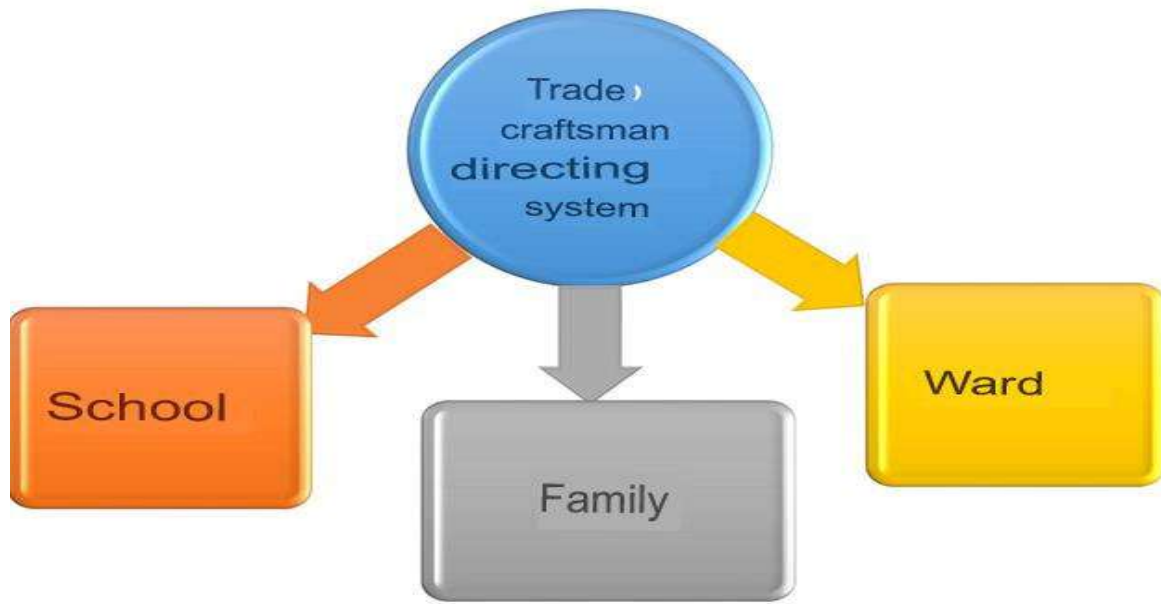 Trade
craftsman
directing
system
School
Family
Ward